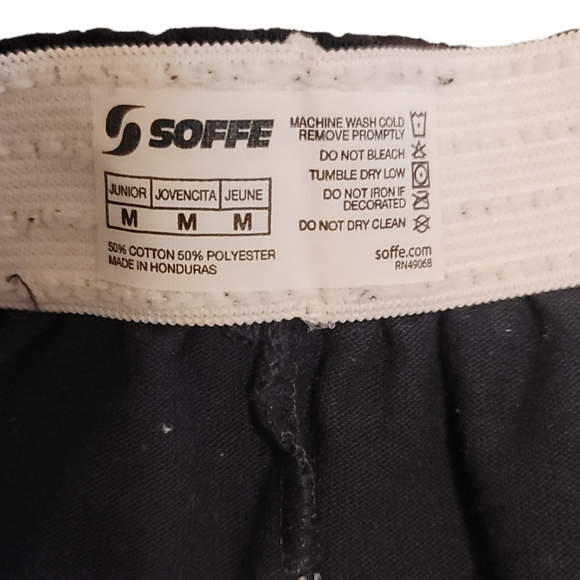 SOFFE
JUNIOR JOVENCITA JEUNE
M M M
50% COTTON 50% POLYESTER
MADE IN HONDURAS
MACHINE WASH COLD
REMOVE PROMPTLY
DO NOT BLEACH
TUMBLE DRY LOW
DO NOT IRON IF
DECORATED
DO NOT DRY CLEAN
soffe.com
RN49068